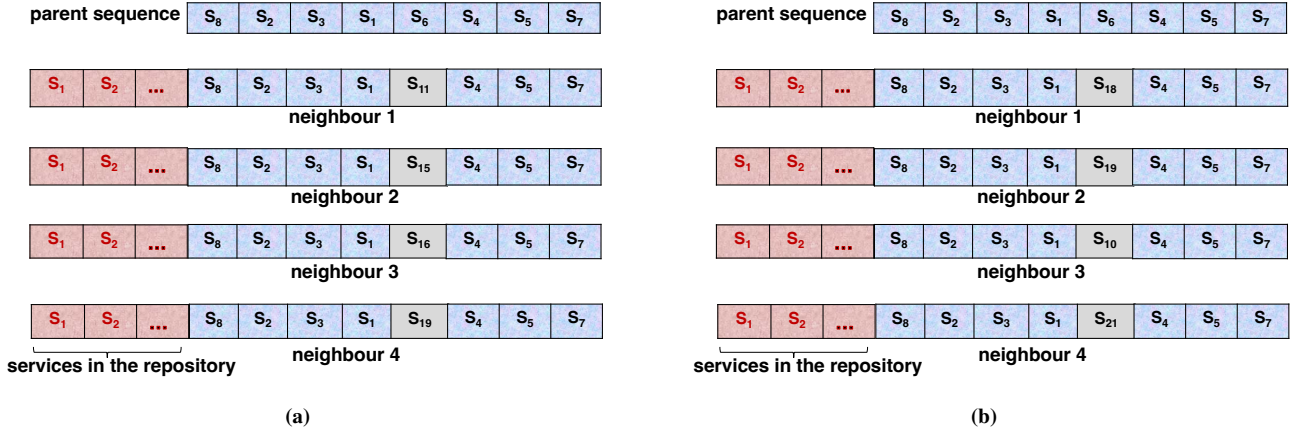 parent sequence S8 S2 S3 S1 S6 S4 S5 S7
S1 S2 ... S8 S2 S3 S1 S11 S4 S5 S7
neighbour 1
S1 S2 ... S8 S2 S3 S1 S15 S4 S5 S7
neighbour 2
S1 S2 ... S8 S2 S3 S1 S16 S4 S5 S7
neighbour 3
S1 S2 ... S8 S2 S3 S1 S19 S4 S5 S7
neighbour 4
services in the repository
(a)
parent sequence S8 S2 S3 S1 S6 S4 S5 S7
S1 S2 ... S8 S2 S3 S1 S18 S4 S5 S7
neighbour 1
S1 S2 ... S8 S2 S3 S1 S19 S4 S5 S7
neighbour 2
S1 S2 ... S8 S2 S3 S1 S10 S4 S5 S7
neighbour 3
S1 S2 ... S8 S2 S3 S1 S21 S4 S5 S7
neighbour 4
services in the repository
(b)